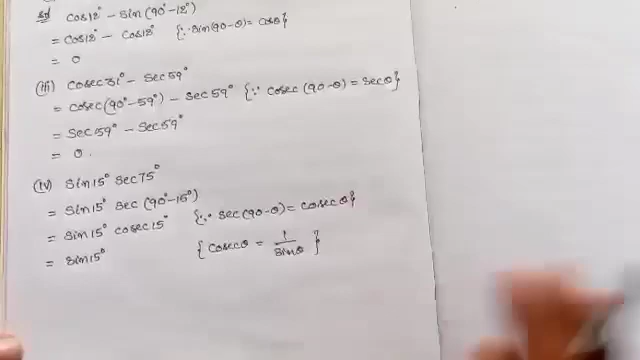 Sol cos12° - sin(90°-12°)
= cos12° - cos12° {∵ sin(90-θ) = cosθ}
= 0
(iii) cosec31° - sec59°
= cosec(90°-59°) - sec59° {∵ cosec(90-θ) = secθ}
= sec59° - sec59°
= 0.
(iv) sin15° sec75°
= sin15° sec(90°-15°)
= sin15° cosec15° {∵ sec(90-θ) = cosecθ}
= sin15° {cosecθ = 1/sinθ}